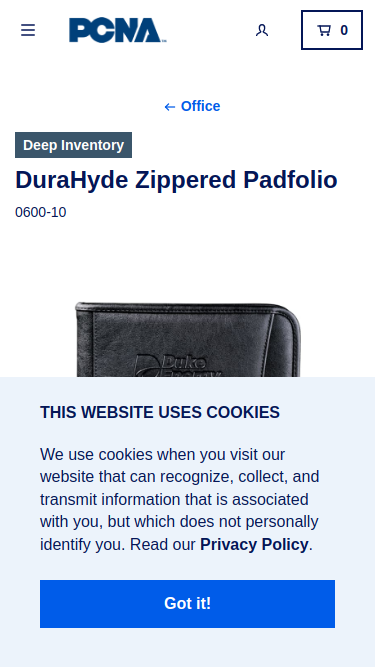 PCNA
0
← Office
Deep Inventory
DuraHyde Zippered Padfolio
0600-10
Duke
THIS WEBSITE USES COOKIES
We use cookies when you visit our
website that can recognize, collect, and
transmit information that is associated
with you, but which does not personally
identify you. Read our Privacy Policy.
Got it!